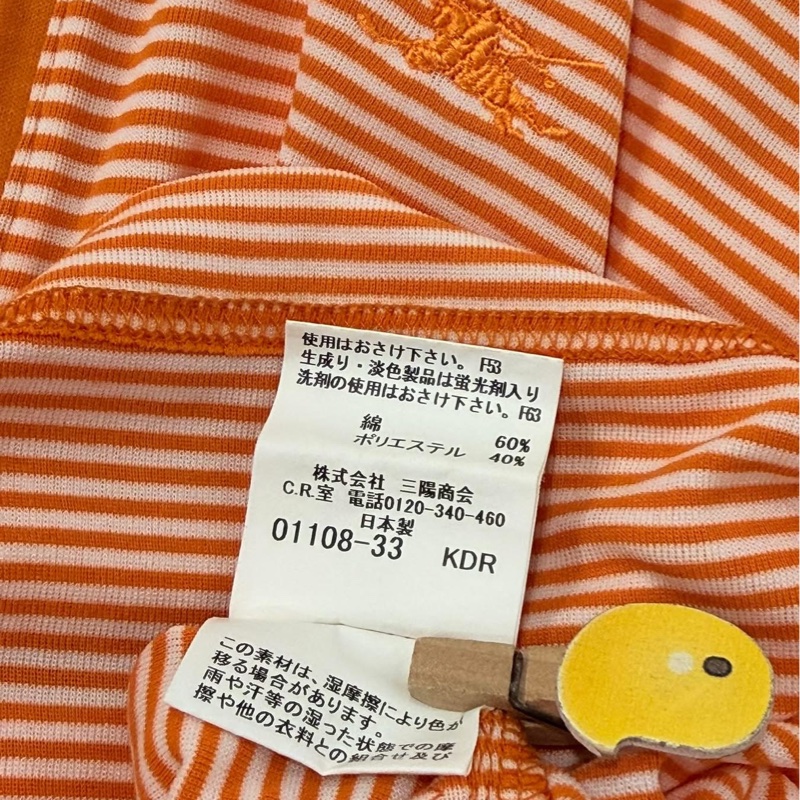 使用はおさけ下さい。 F53
生成り・淡色製品は蛍光剤入り
洗剤の使用はおさけ下さい。F63
綿 60%
ポリエステル 40%
株式会社 三陽商会
C.R.室 電話0120-340-460
日本製
01108-33 KDR
この素材は、湿摩擦により色が
移る場合があります。
雨や汗等の湿った状態での摩
擦や他の衣料との組合せ及び